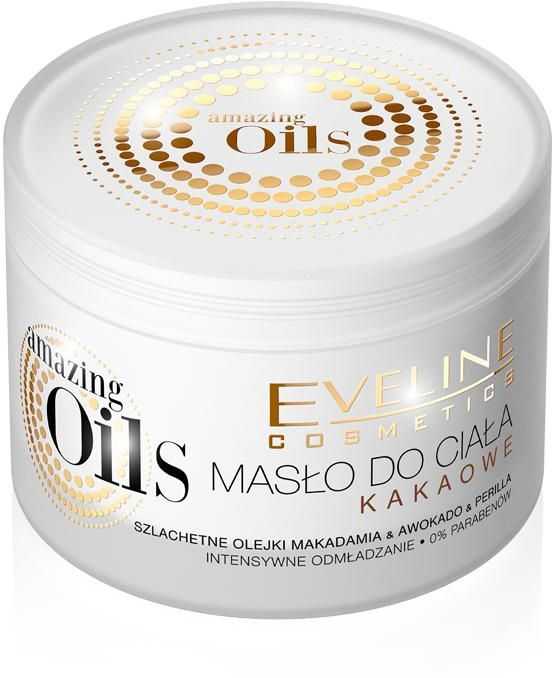 amazing
Oils
amazing
Oils
EVELINE
COSMETICS
MASŁO DO CIAŁA
KAKAOWE
SZLACHETNE OLEJKI MAKADAMIA & AWOKADO & PERILLA
INTENSYWNE ODMŁADZANIE • 0% PARABENÓW